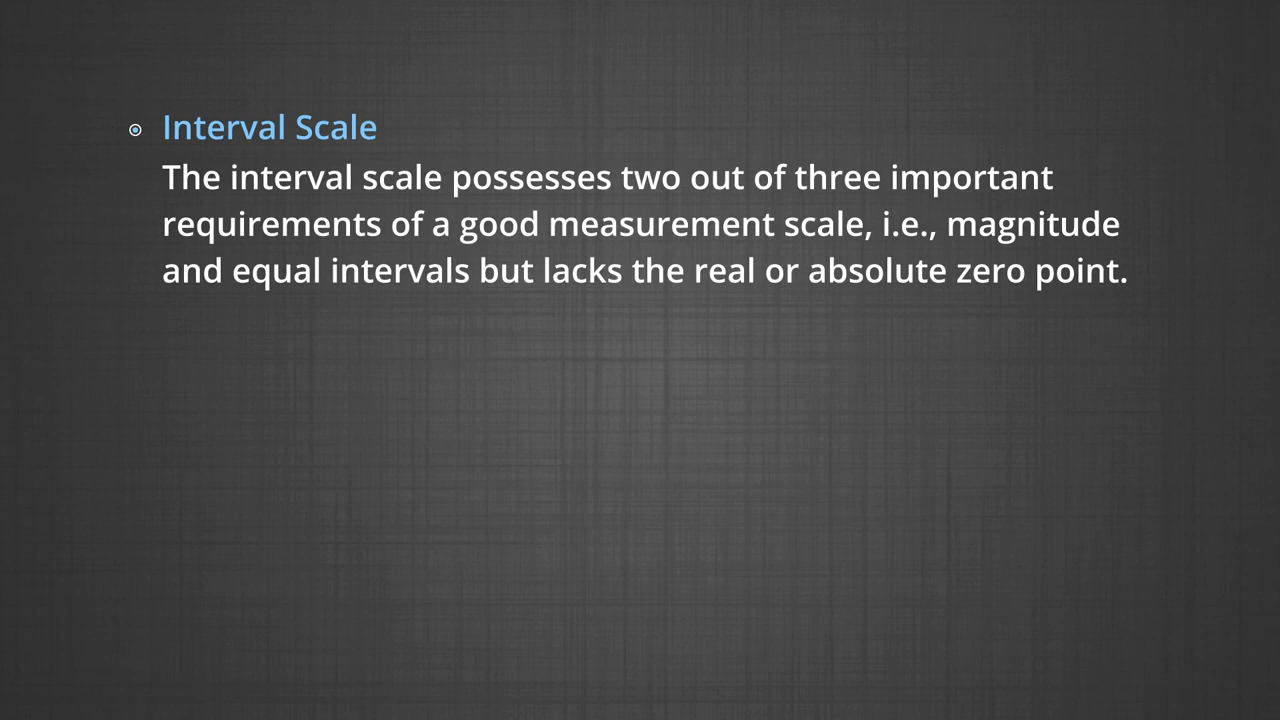 Interval Scale
The interval scale possesses two out of three important
requirements of a good measurement scale, i.e., magnitude
and equal intervals but lacks the real or absolute zero point.